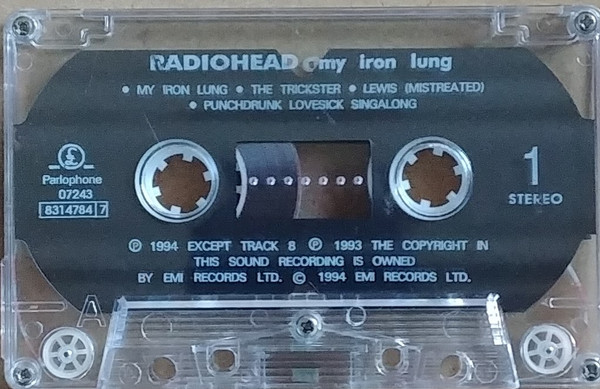 RADIOHEAD my iron lung
• MY IRON LUNG • THE TRICKSTER • LEWIS (MISTREATED)
• PUNCHDRUNK LOVESICK SINGALONG
£
Parlophone
07243
8314784 7
1
STEREO
Ⓟ 1994 EXCEPT TRACK 8 Ⓟ 1993 THE COPYRIGHT IN
THIS SOUND RECORDING IS OWNED
BY EMI RECORDS LTD. © 1994 EMI RECORDS LTD.
A